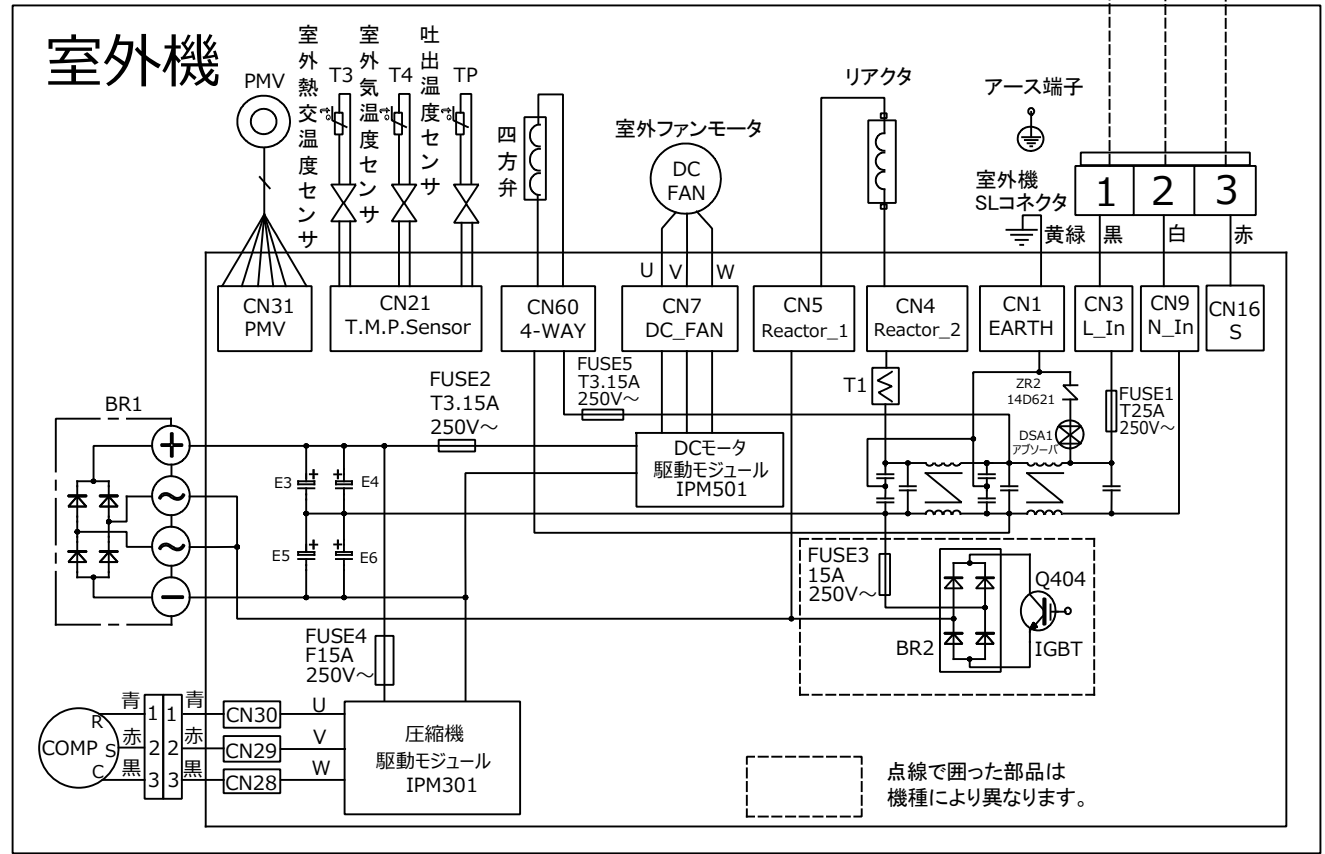 室外機
PMV
室外熱交温度センサ
T3
室外気温度センサ
T4
吐出温度センサ
TP
四方弁
室外ファンモータ
DC
FAN
リアクタ
アース端子
室外機
SLコネクタ
1
2
3
黄緑
黒
白
赤
U
V
W
CN31
PMV
CN21
T.M.P.Sensor
CN60
4-WAY
CN7
DC_FAN
CN5
Reactor_1
CN4
Reactor_2
CN1
EARTH
CN3
L_In
CN9
N_In
CN16
S
t°
t°
t°
BR1
FUSE2
T3.15A
250V～
FUSE5
T3.15A
250V～
T1
ZR2
14D621
DSA1
アブソーバ
FUSE1
T25A
250V～
+
～
～
−
E3
+
E4
+
E5
+
E6
+
DCモータ
駆動モジュール
IPM501
FUSE3
15A
250V～
BR2
Q404
IGBT
FUSE4
F15A
250V～
COMP
R
S
C
青
赤
黒
1
2
3
1
2
3
青
赤
黒
CN30
CN29
CN28
U
V
W
圧縮機
駆動モジュール
IPM301
点線で囲った部品は
機種により異なります。